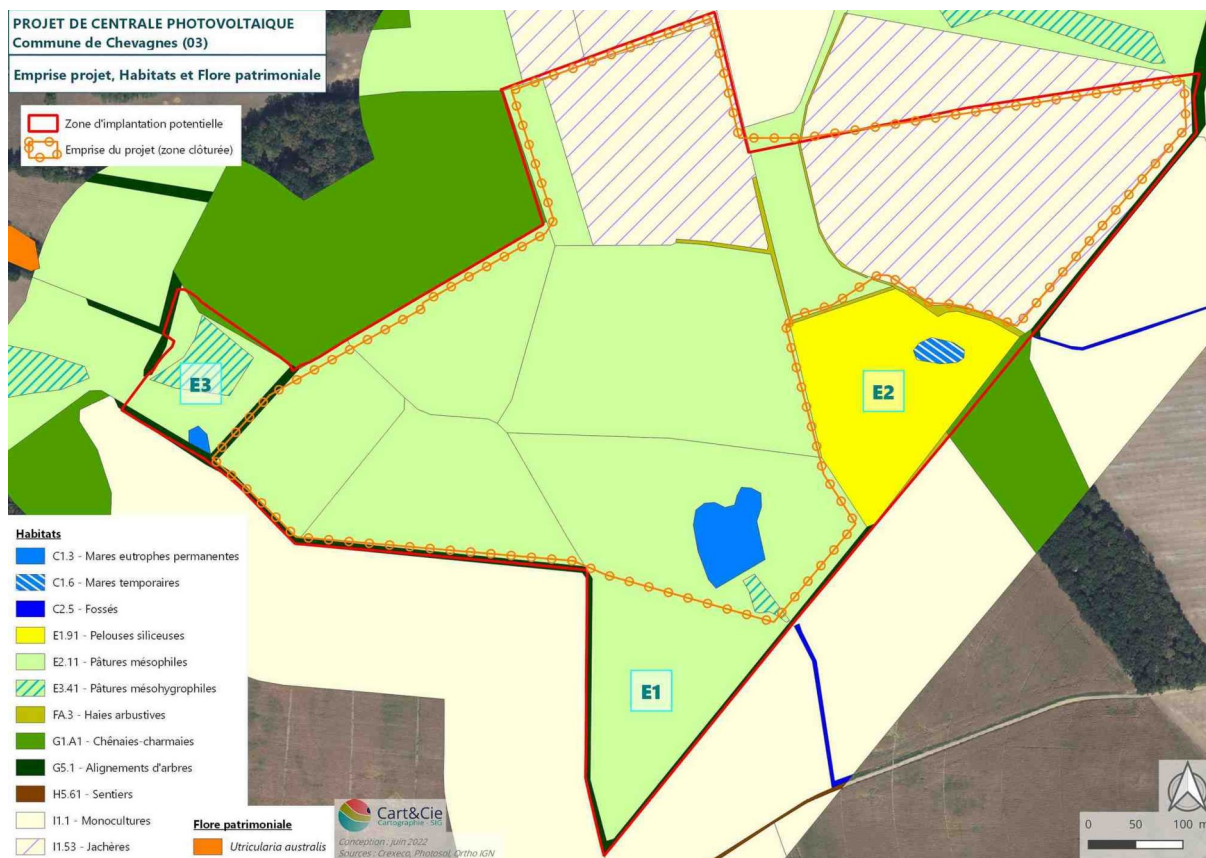 PROJET DE CENTRALE PHOTOVOLTAIQUE
Commune de Chevagnes (03)
Emprise projet, Habitats et Flore patrimoniale
Zone d'implantation potentielle
Emprise du projet (zone clôturée)
E3
E2
E1
Habitats
C1.3 - Mares eutrophes permanentes
C1.6 - Mares temporaires
C2.5 - Fossés
E1.91 - Pelouses siliceuses
E2.11 - Pâtures mésophiles
E3.41 - Pâtures mésohygrophiles
FA.3 - Haies arbustives
G1.A1 - Chênaies-charmaies
G5.1 - Alignements d'arbres
H5.61 - Sentiers
I1.1 - Monocultures
I1.53 - Jachères
Flore patrimoniale
Utricularia australis
Cart&Cie
Cartographie - SIG
Conception : juin 2022
Sources : Crexeco, Photosol, Ortho IGN
0 50 100 m